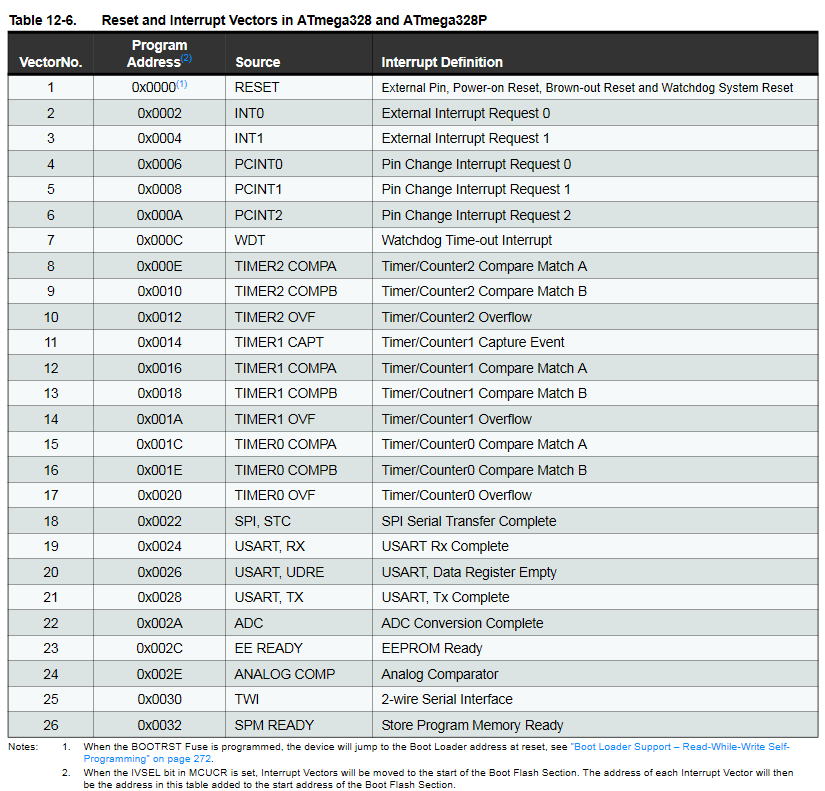 Table 12-6. Reset and Interrupt Vectors in ATmega328 and ATmega328P
VectorNo. Program Address(2) Source Interrupt Definition
1 0x0000(1) RESET External Pin, Power-on Reset, Brown-out Reset and Watchdog System Reset
2 0x0002 INT0 External Interrupt Request 0
3 0x0004 INT1 External Interrupt Request 1
4 0x0006 PCINT0 Pin Change Interrupt Request 0
5 0x0008 PCINT1 Pin Change Interrupt Request 1
6 0x000A PCINT2 Pin Change Interrupt Request 2
7 0x000C WDT Watchdog Time-out Interrupt
8 0x000E TIMER2 COMPA Timer/Counter2 Compare Match A
9 0x0010 TIMER2 COMPB Timer/Counter2 Compare Match B
10 0x0012 TIMER2 OVF Timer/Counter2 Overflow
11 0x0014 TIMER1 CAPT Timer/Counter1 Capture Event
12 0x0016 TIMER1 COMPA Timer/Counter1 Compare Match A
13 0x0018 TIMER1 COMPB Timer/Coutner1 Compare Match B
14 0x001A TIMER1 OVF Timer/Counter1 Overflow
15 0x001C TIMER0 COMPA Timer/Counter0 Compare Match A
16 0x001E TIMER0 COMPB Timer/Counter0 Compare Match B
17 0x0020 TIMER0 OVF Timer/Counter0 Overflow
18 0x0022 SPI, STC SPI Serial Transfer Complete
19 0x0024 USART, RX USART Rx Complete
20 0x0026 USART, UDRE USART, Data Register Empty
21 0x0028 USART, TX USART, Tx Complete
22 0x002A ADC ADC Conversion Complete
23 0x002C EE READY EEPROM Ready
24 0x002E ANALOG COMP Analog Comparator
25 0x0030 TWI 2-wire Serial Interface
26 0x0032 SPM READY Store Program Memory Ready
Notes: 1. When the BOOTRST Fuse is programmed, the device will jump to the Boot Loader address at reset, see "Boot Loader Support – Read-While-Write Self-
Programming" on page 272.
2. When the IVSEL bit in MCUCR is set, Interrupt Vectors will be moved to the start of the Boot Flash Section. The address of each Interrupt Vector will then
be the address in this table added to the start address of the Boot Flash Section.